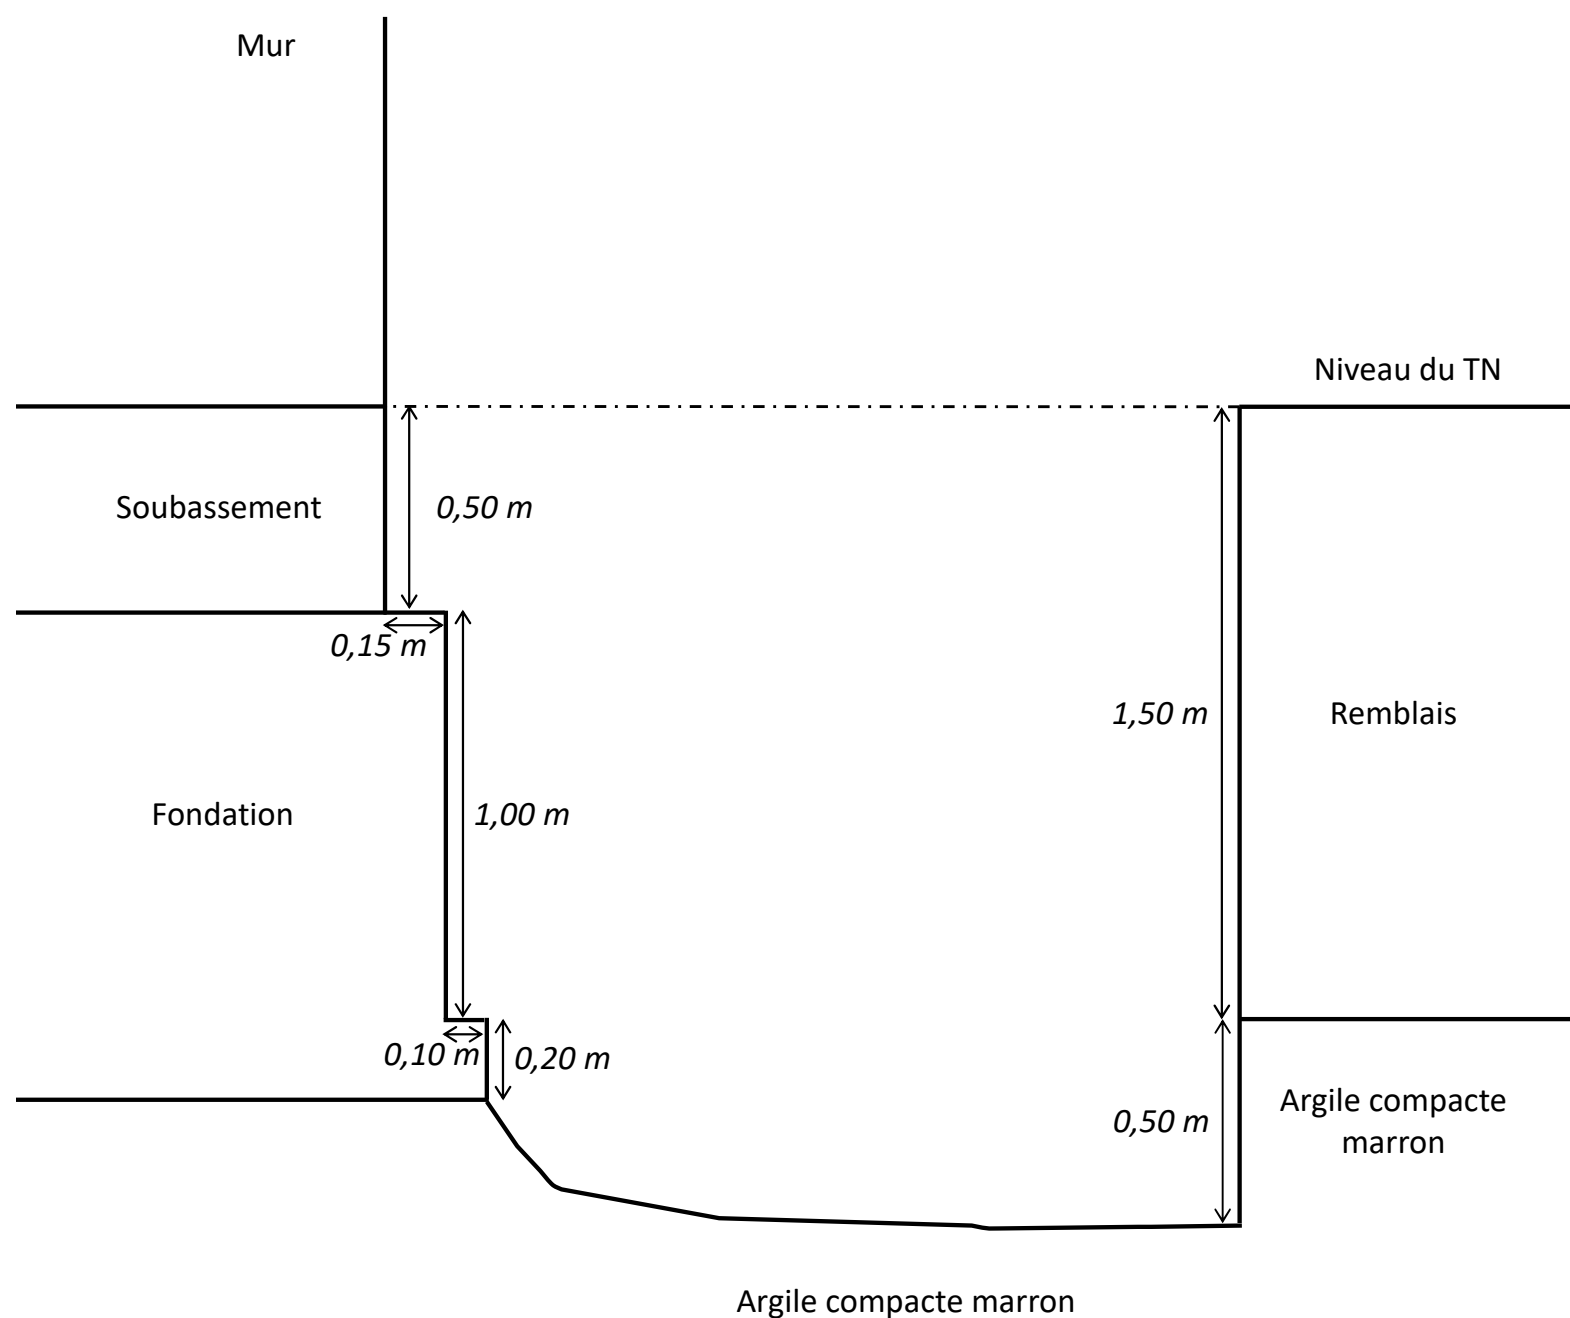 Mur
Niveau du TN
Soubassement
0,50 m
0,15 m
1,50 m
Remblais
Fondation
1,00 m
0,10 m
0,20 m
0,50 m
Argile compacte
marron
Argile compacte marron